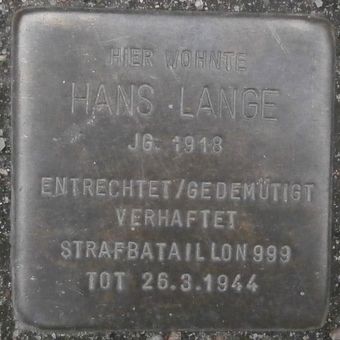 HIER WOHNTE
HANS LANGE
JG. 1918
ENTRECHTET/GEDEMÜTIGT
VERHAFTET
STRAFBATAILLON 999
TOT 26.3.1944